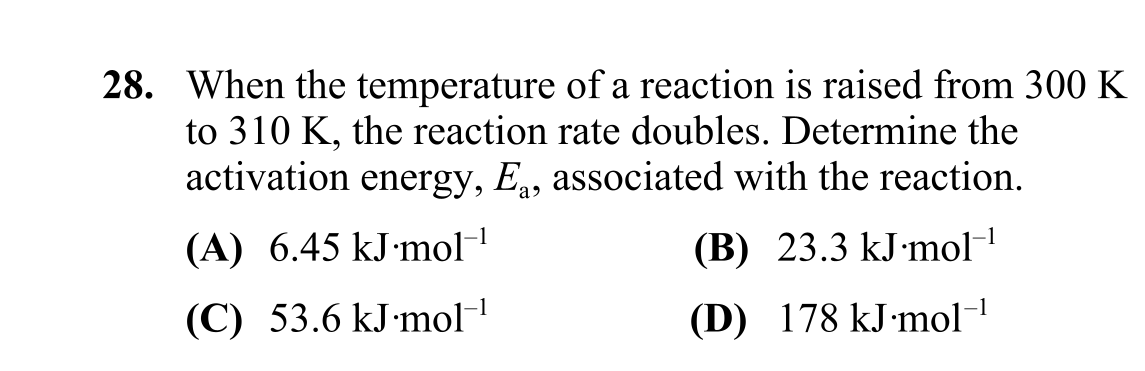 28. When the temperature of a reaction is raised from 300 K
to 310 K, the reaction rate doubles. Determine the
activation energy, Eₐ, associated with the reaction.
(A) 6.45 kJ·mol⁻¹ (B) 23.3 kJ·mol⁻¹
(C) 53.6 kJ·mol⁻¹ (D) 178 kJ·mol⁻¹